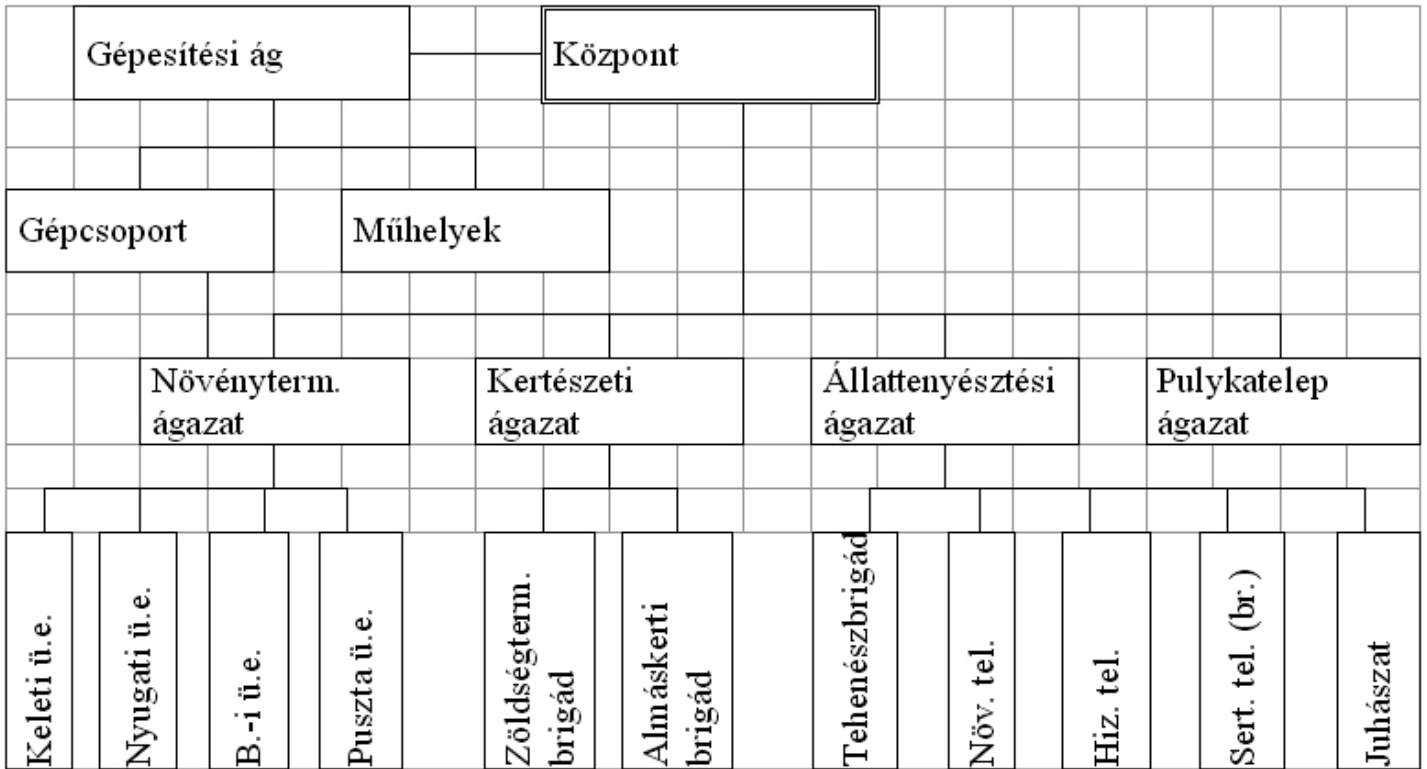 Gépesítési ág
Központ
Gépcsoport
Műhelyek
Növényterm.
ágazat
Kertészeti
ágazat
Állattenyésztési
ágazat
Pulykatelep
ágazat
Keleti ü.e.
Nyugati ü.e.
B.-i ü.e.
Puszta ü.e.
Zöldségterm.
brigád
Almáskerti
brigád
Tehenészbrigád
Növ. tel.
Hiz. tel.
Sert. tel. (br.)
Juhászat